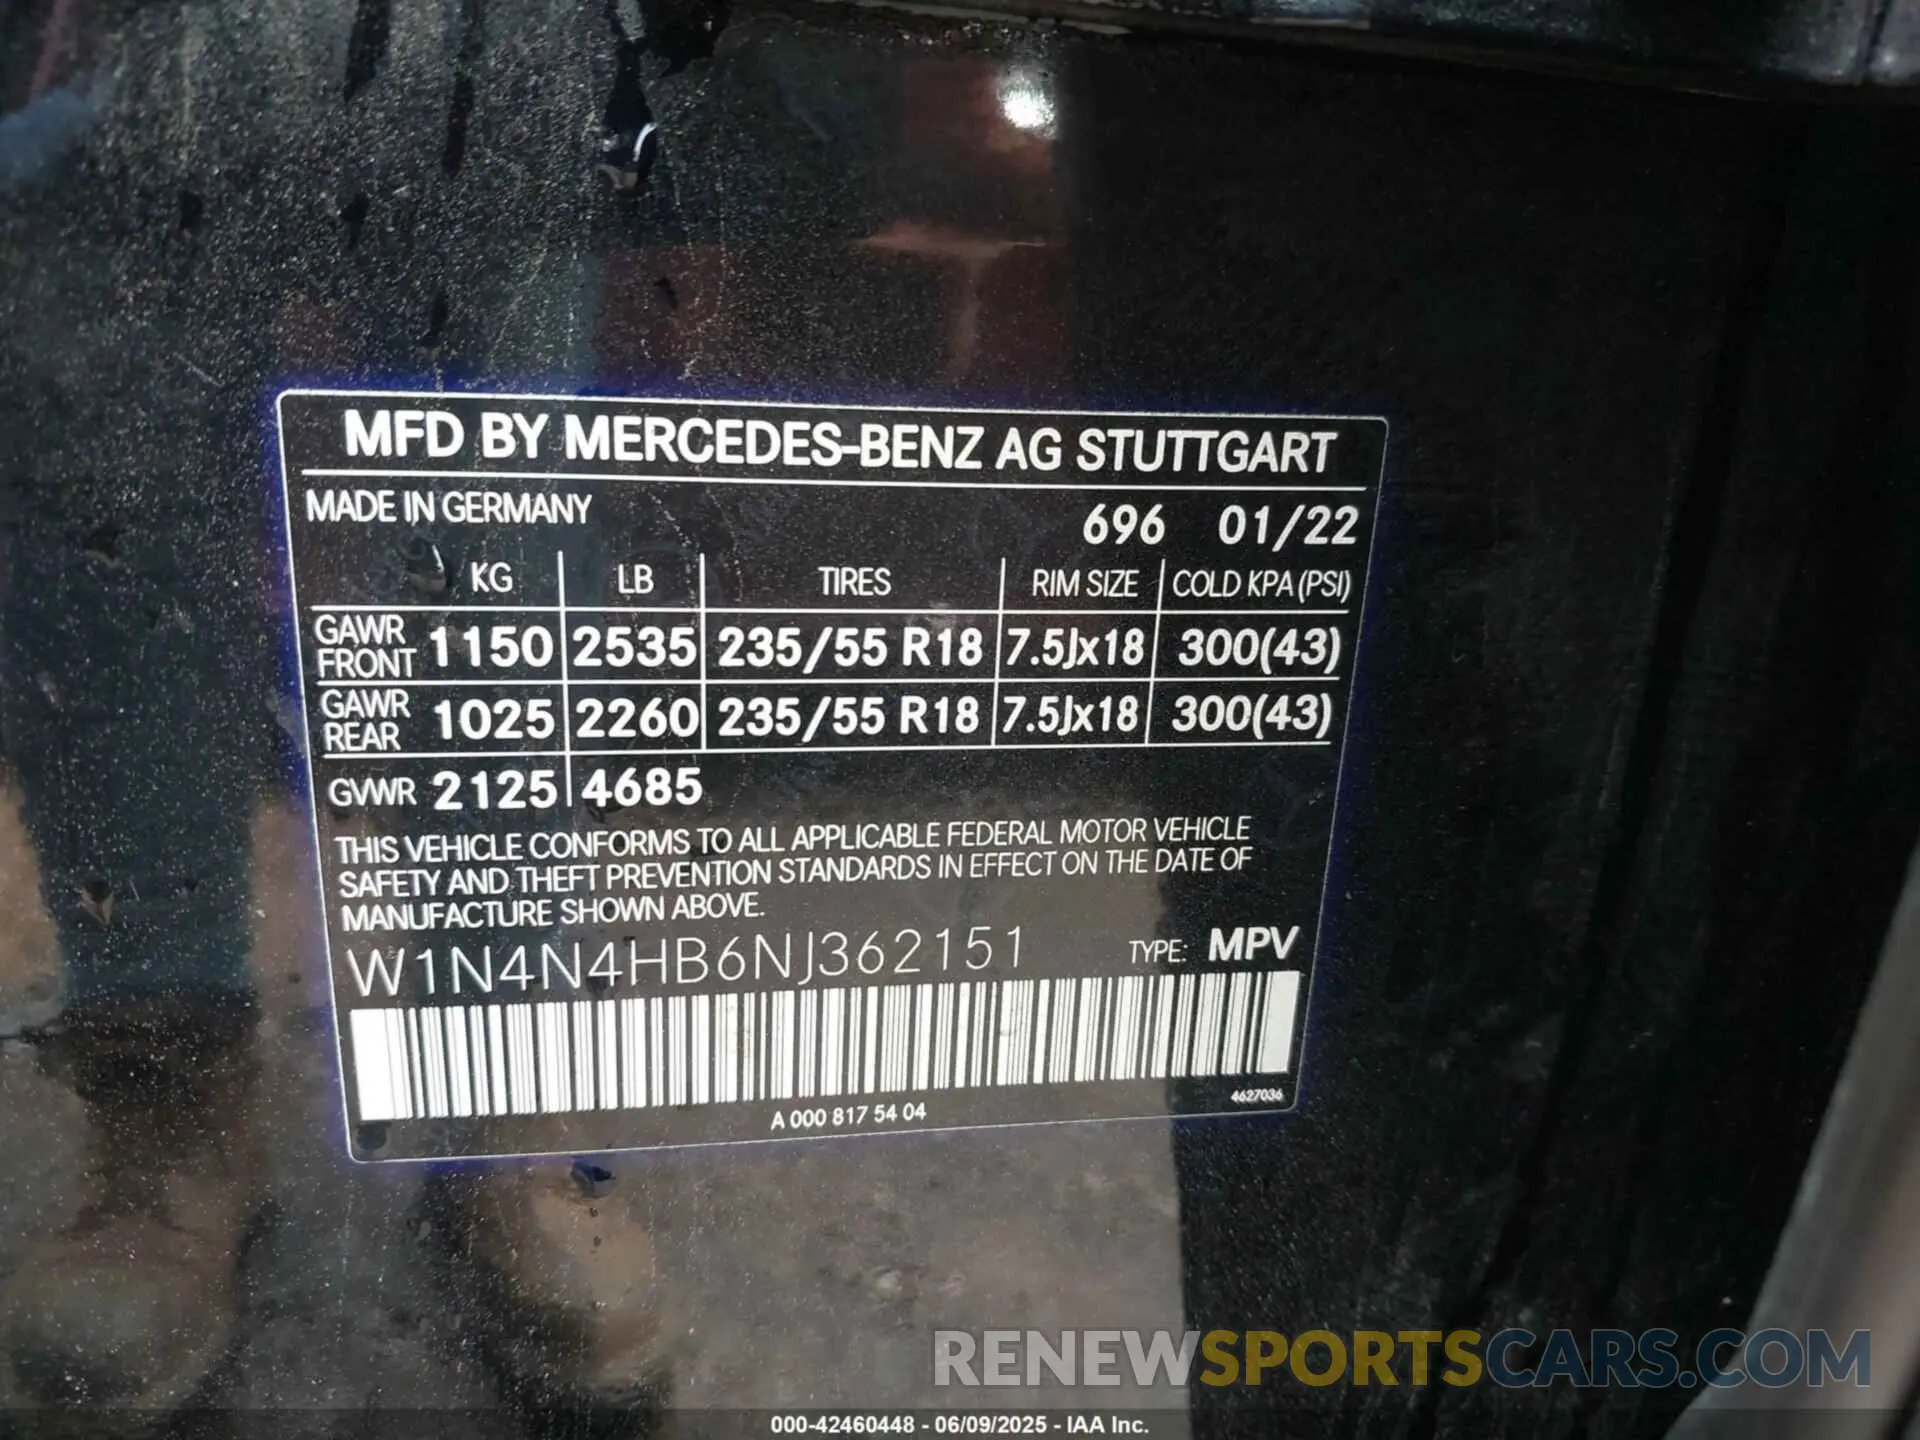 MFD BY MERCEDES-BENZ AG STUTTGART
MADE IN GERMANY
696 01/22
KG LB TIRES RIM SIZE COLD KPA (PSI)
GAWR FRONT 1150 2535 235/55 R18 7.5Jx18 300(43)
GAWR REAR 1025 2260 235/55 R18 7.5Jx18 300(43)
GVWR 2125 4685
THIS VEHICLE CONFORMS TO ALL APPLICABLE FEDERAL MOTOR VEHICLE
SAFETY AND THEFT PREVENTION STANDARDS IN EFFECT ON THE DATE OF
MANUFACTURE SHOWN ABOVE.
W1N4N4HB6NJ362151 TYPE: MPV
A 000 817 54 04
4627036
RENEWSPORTSCARS.COM
000-42460448 - 06/09/2025 - IAA Inc.